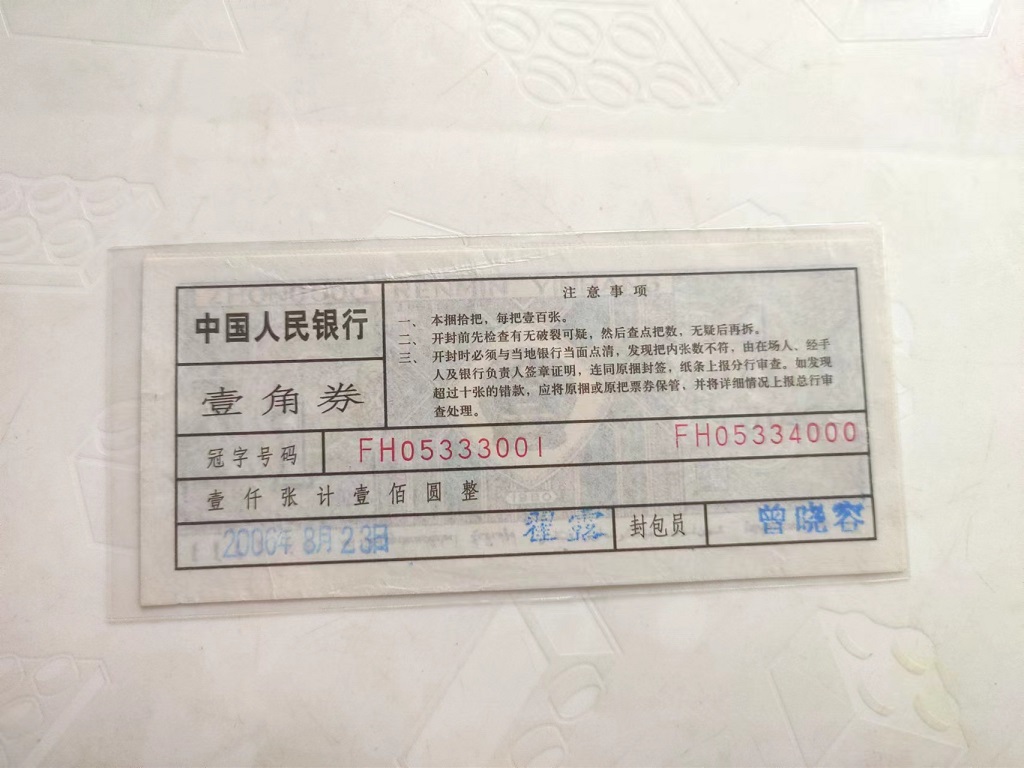 中国人民银行
壹角券
注意事项
一、本捆拾把，每把壹百张。
二、开封前先检查有无破裂可疑，然后查点把数，无疑后再拆。
三、开封时必须与当地银行当面点清，发现把内张数不符，由在场人、经手
人及银行负责人签章证明，连同原捆封签，纸条上报分行审查。如发现
超过十张的错款，应将原捆或原把票券保管，并将详细情况上报总行审
查处理。
冠字号码 FH05333001 FH05334000
壹仟张计壹佰圆整
2006年8月23日 翟露 封包员 曾晓容